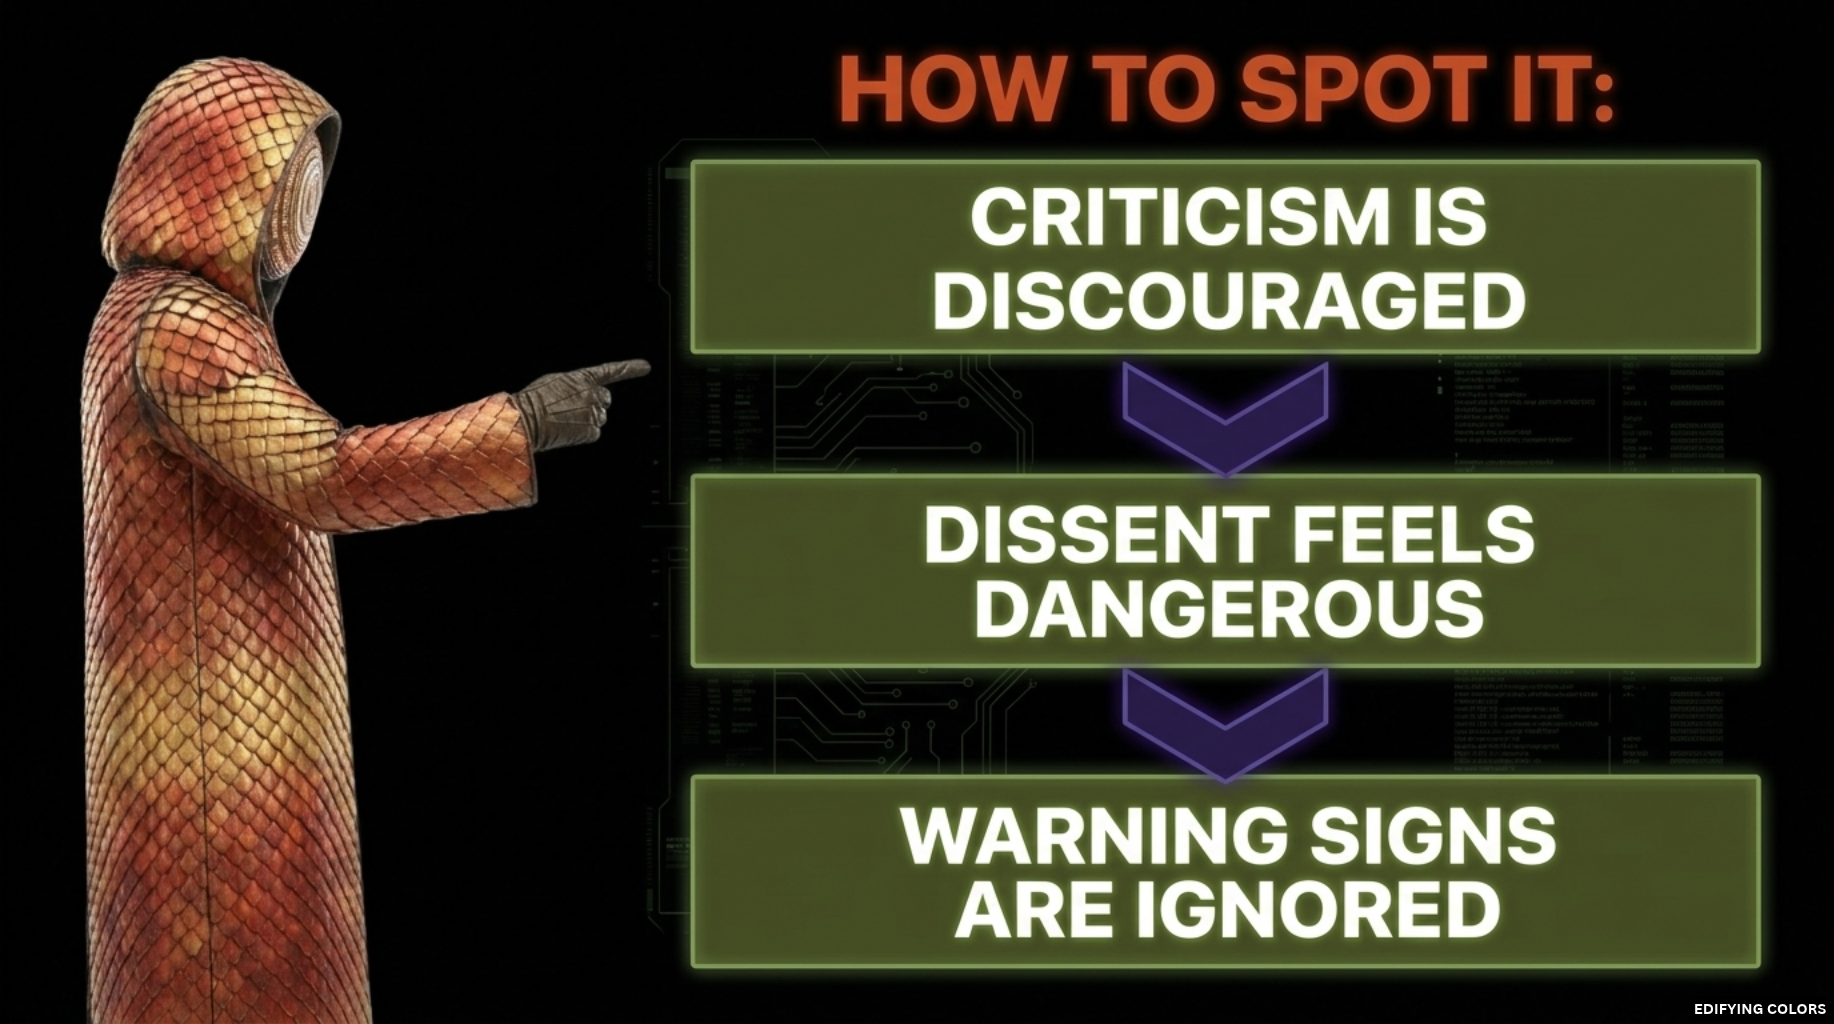 HOW TO SPOT IT:
CRITICISM IS
DISCOURAGED
DISSENT FEELS
DANGEROUS
WARNING SIGNS
ARE IGNORED
EDIFYING COLORS